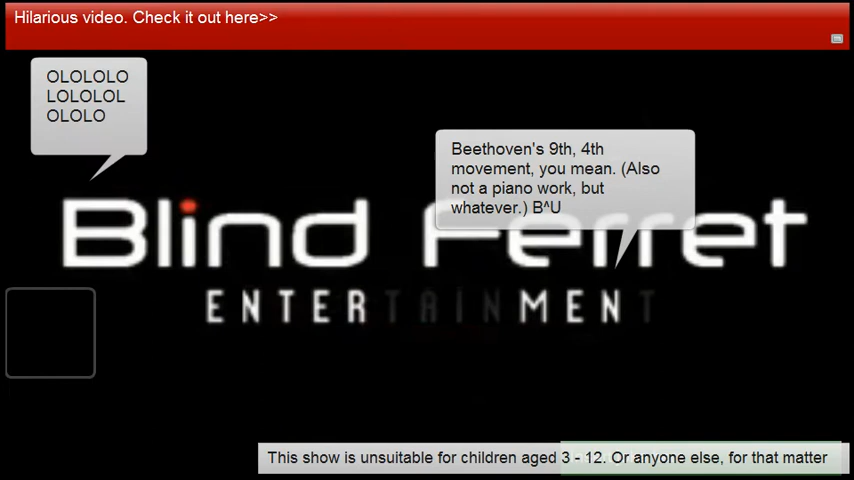 Hilarious video. Check it out here>>
OLOLOLO
LOLOLOL
OLOLO
Beethoven's 9th, 4th
movement, you mean. (Also
not a piano work, but
whatever.) B^U
Blind Ferret
ENTERTAINMENT
This show is unsuitable for children aged 3 - 12. Or anyone else, for that matter